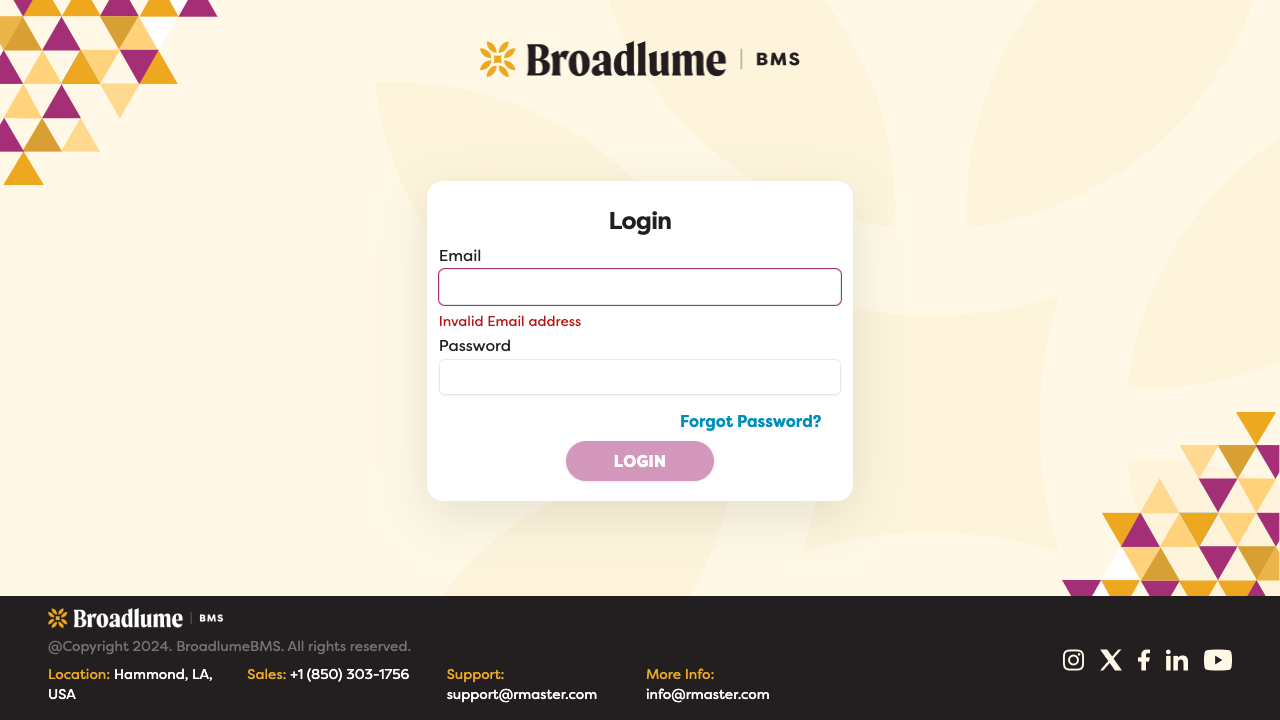 Broadlume | BMS
Login
Email
Invalid Email address
Password
Forgot Password?
LOGIN
Broadlume | BMS
@Copyright 2024. BroadlumeBMS. All rights reserved.
Location: Hammond, LA,
USA
Sales: +1 (850) 303-1756
Support:
support@rmaster.com
More Info:
info@rmaster.com